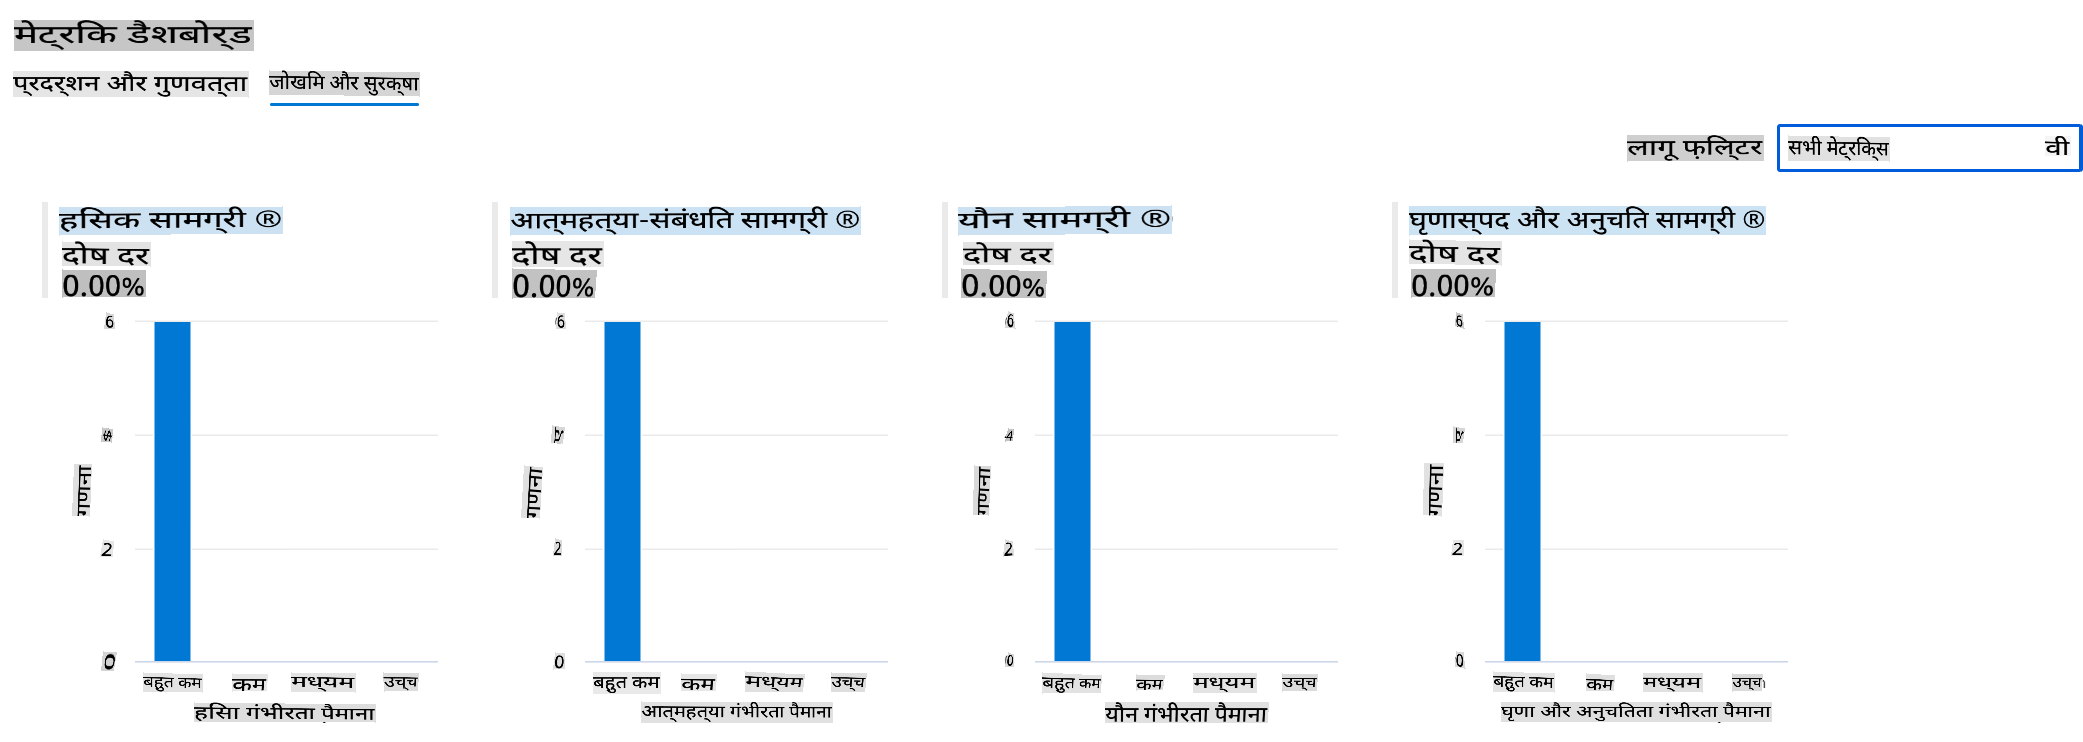 मेट्रिक डैशबोर्ड
प्रदर्शन और गुणवत्ता
जोखिम और सुरक्षा
लागू फ़िल्टर
सभी मेट्रिक्स
वी
हिंसक सामग्री ®
दोष दर
0.00%
6
2
0
गणना
बहुत कम कम मध्यम उच्च
हिंसा गंभीरता पैमाना
आत्महत्या-संबंधित सामग्री ®
दोष दर
0.00%
6
2
0
गणना
बहुत कम कम मध्यम उच्च
आत्महत्या गंभीरता पैमाना
यौन सामग्री ®
दोष दर
0.00%
6
4
2
0
गणना
बहुत कम कम मध्यम उच्च
यौन गंभीरता पैमाना
घृणास्पद और अनुचित सामग्री ®
दोष दर
0.00%
6
2
0
गणना
बहुत कम कम मध्यम उच्च
घृणा और अनुचितता गंभीरता पैमाना